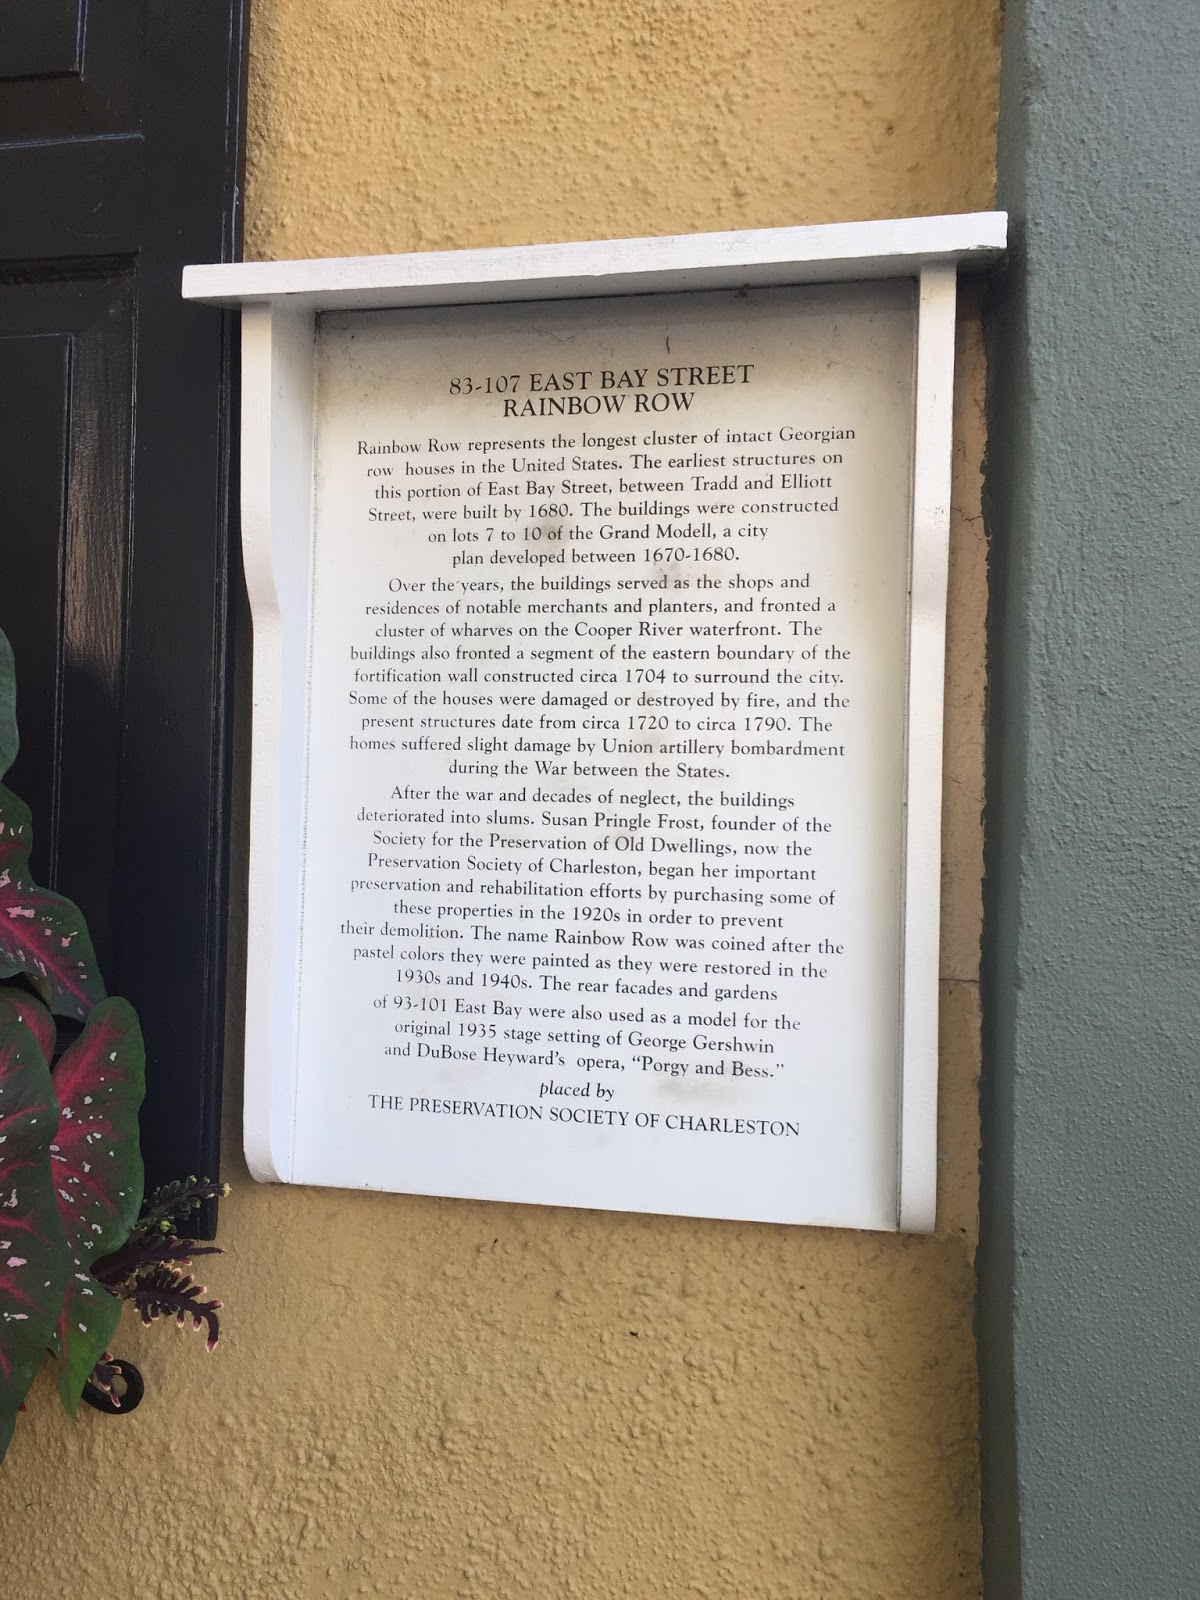 83-107 EAST BAY STREET
RAINBOW ROW
Rainbow Row represents the longest cluster of intact Georgian
row houses in the United States. The earliest structures on
this portion of East Bay Street, between Tradd and Elliott
Street, were built by 1680. The buildings were constructed
on lots 7 to 10 of the Grand Modell, a city
plan developed between 1670-1680.
Over the years, the buildings served as the shops and
residences of notable merchants and planters, and fronted a
cluster of wharves on the Cooper River waterfront. The
buildings also fronted a segment of the eastern boundary of the
fortification wall constructed circa 1704 to surround the city.
Some of the houses were damaged or destroyed by fire, and the
present structures date from circa 1720 to circa 1790. The
homes suffered slight damage by Union artillery bombardment
during the War between the States.
After the war and decades of neglect, the buildings
deteriorated into slums. Susan Pringle Frost, founder of the
Society for the Preservation of Old Dwellings, now the
Preservation Society of Charleston, began her important
preservation and rehabilitation efforts by purchasing some of
these properties in the 1920s in order to prevent
their demolition. The name Rainbow Row was coined after the
pastel colors they were painted as they were restored in the
1930s and 1940s. The rear facades and gardens
of 93-101 East Bay were also used as a model for the
original 1935 stage setting of George Gershwin
and DuBose Heyward's opera, "Porgy and Bess."
placed by
THE PRESERVATION SOCIETY OF CHARLESTON